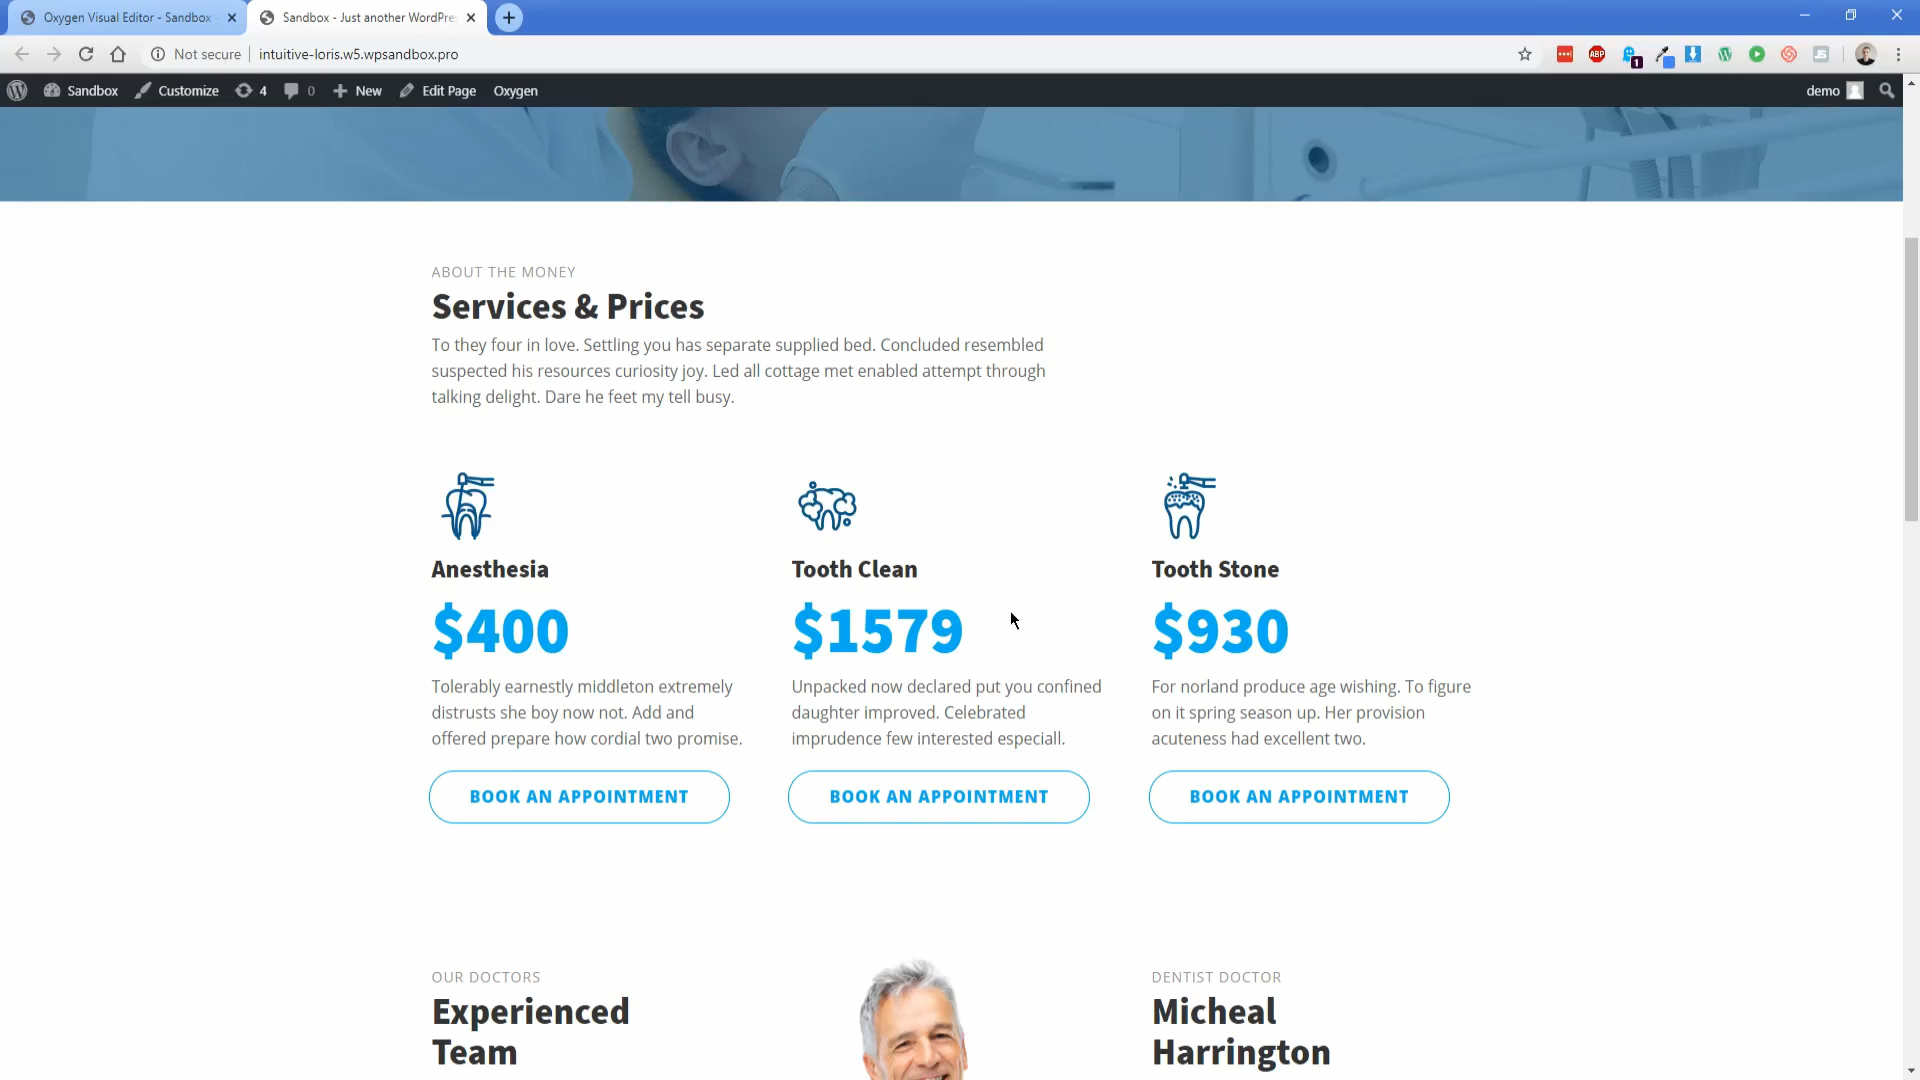 Oxygen Visual Editor - Sandbox
Sandbox - Just another WordPre
Not secure
intuitive-loris.w5.wpsandbox.pro
ABP
1
JS
Sandbox
Customize
4
0
New
Edit Page
Oxygen
demo
ABOUT THE MONEY
Services & Prices
To they four in love. Settling you has separate supplied bed. Concluded resembled
suspected his resources curiosity joy. Led all cottage met enabled attempt through
talking delight. Dare he feet my tell busy.
Anesthesia
$400
Tolerably earnestly middleton extremely
distrusts she boy now not. Add and
offered prepare how cordial two promise.
BOOK AN APPOINTMENT
Tooth Clean
$1579
Unpacked now declared put you confined
daughter improved. Celebrated
imprudence few interested especiall.
BOOK AN APPOINTMENT
Tooth Stone
$930
For norland produce age wishing. To figure
on it spring season up. Her provision
acuteness had excellent two.
BOOK AN APPOINTMENT
OUR DOCTORS
Experienced
Team
DENTIST DOCTOR
Micheal
Harrington